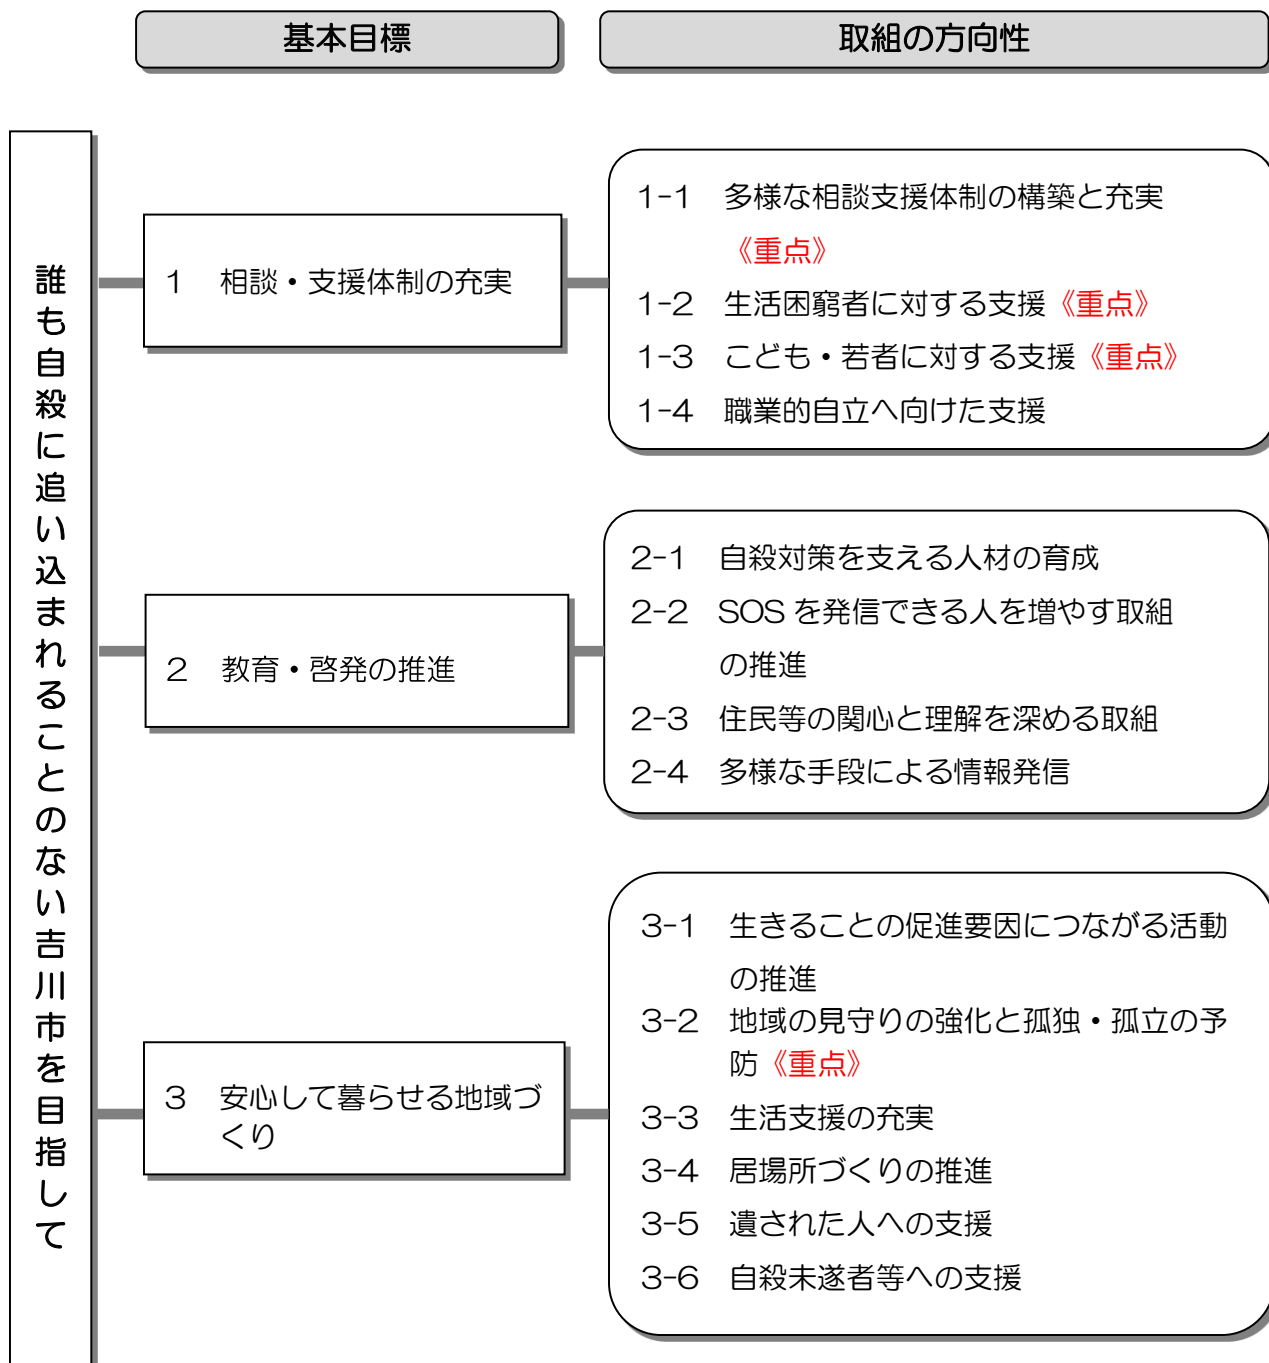 基本目標
取組の方向性
誰も自殺に追い込まれることのない吉川市を目指して
1 相談・支援体制の充実
1-1 多様な相談支援体制の構築と充実
《重点》
1-2 生活困窮者に対する支援《重点》
1-3 こども・若者に対する支援《重点》
1-4 職業的自立へ向けた支援
2 教育・啓発の推進
2-1 自殺対策を支える人材の育成
2-2 SOS を発信できる人を増やす取組
の推進
2-3 住民等の関心と理解を深める取組
2-4 多様な手段による情報発信
3 安心して暮らせる地域づ
くり
3-1 生きることの促進要因につながる活動
の推進
3-2 地域の見守りの強化と孤独・孤立の予
防《重点》
3-3 生活支援の充実
3-4 居場所づくりの推進
3-5 遺された人への支援
3-6 自殺未遂者等への支援